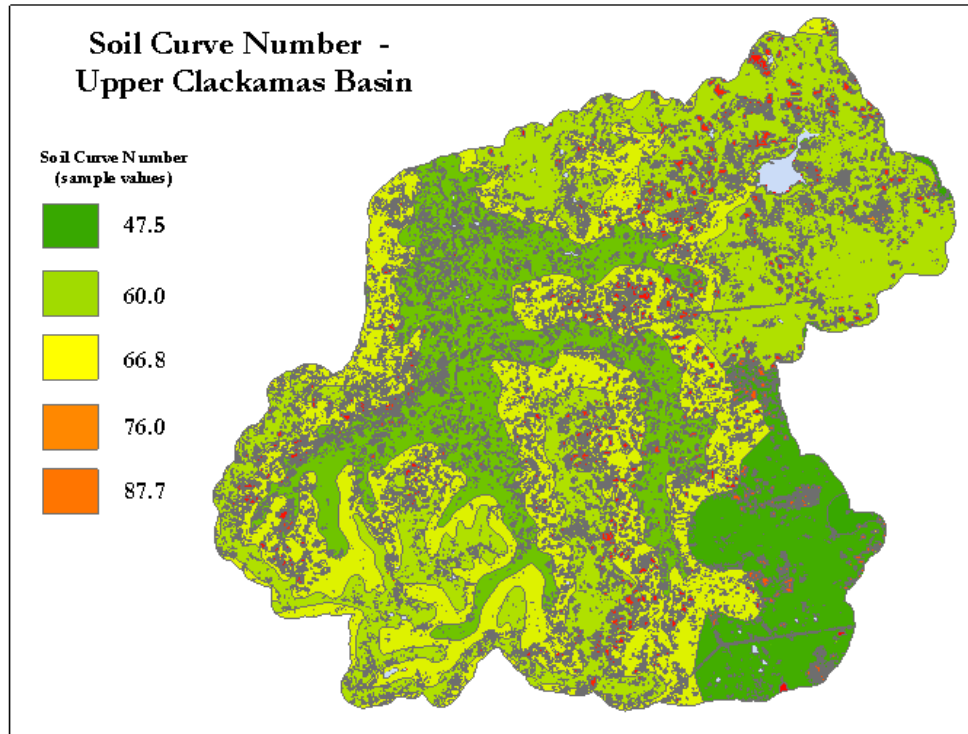 Soil Curve Number -
Upper Clackamas Basin
Soil Curve Number
(sample values)
47.5
60.0
66.8
76.0
87.7